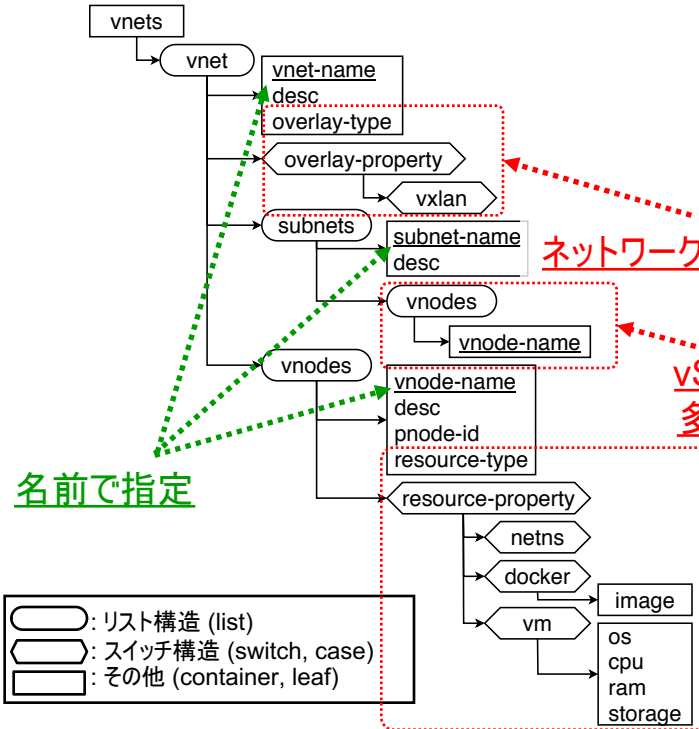 vnets
vnet
vnet-name
desc
overlay-type
overlay-property
vxlan
subnets
subnet-name
desc
ネットワーク
vnodes
vnode-name
vnodes
vnode-name
desc
pnode-id
resource-type
vS
多
名前で指定
resource-property
netns
docker
image
vm
os
cpu
ram
storage
: リスト構造 (list)
: スイッチ構造 (switch, case)
: その他 (container, leaf)